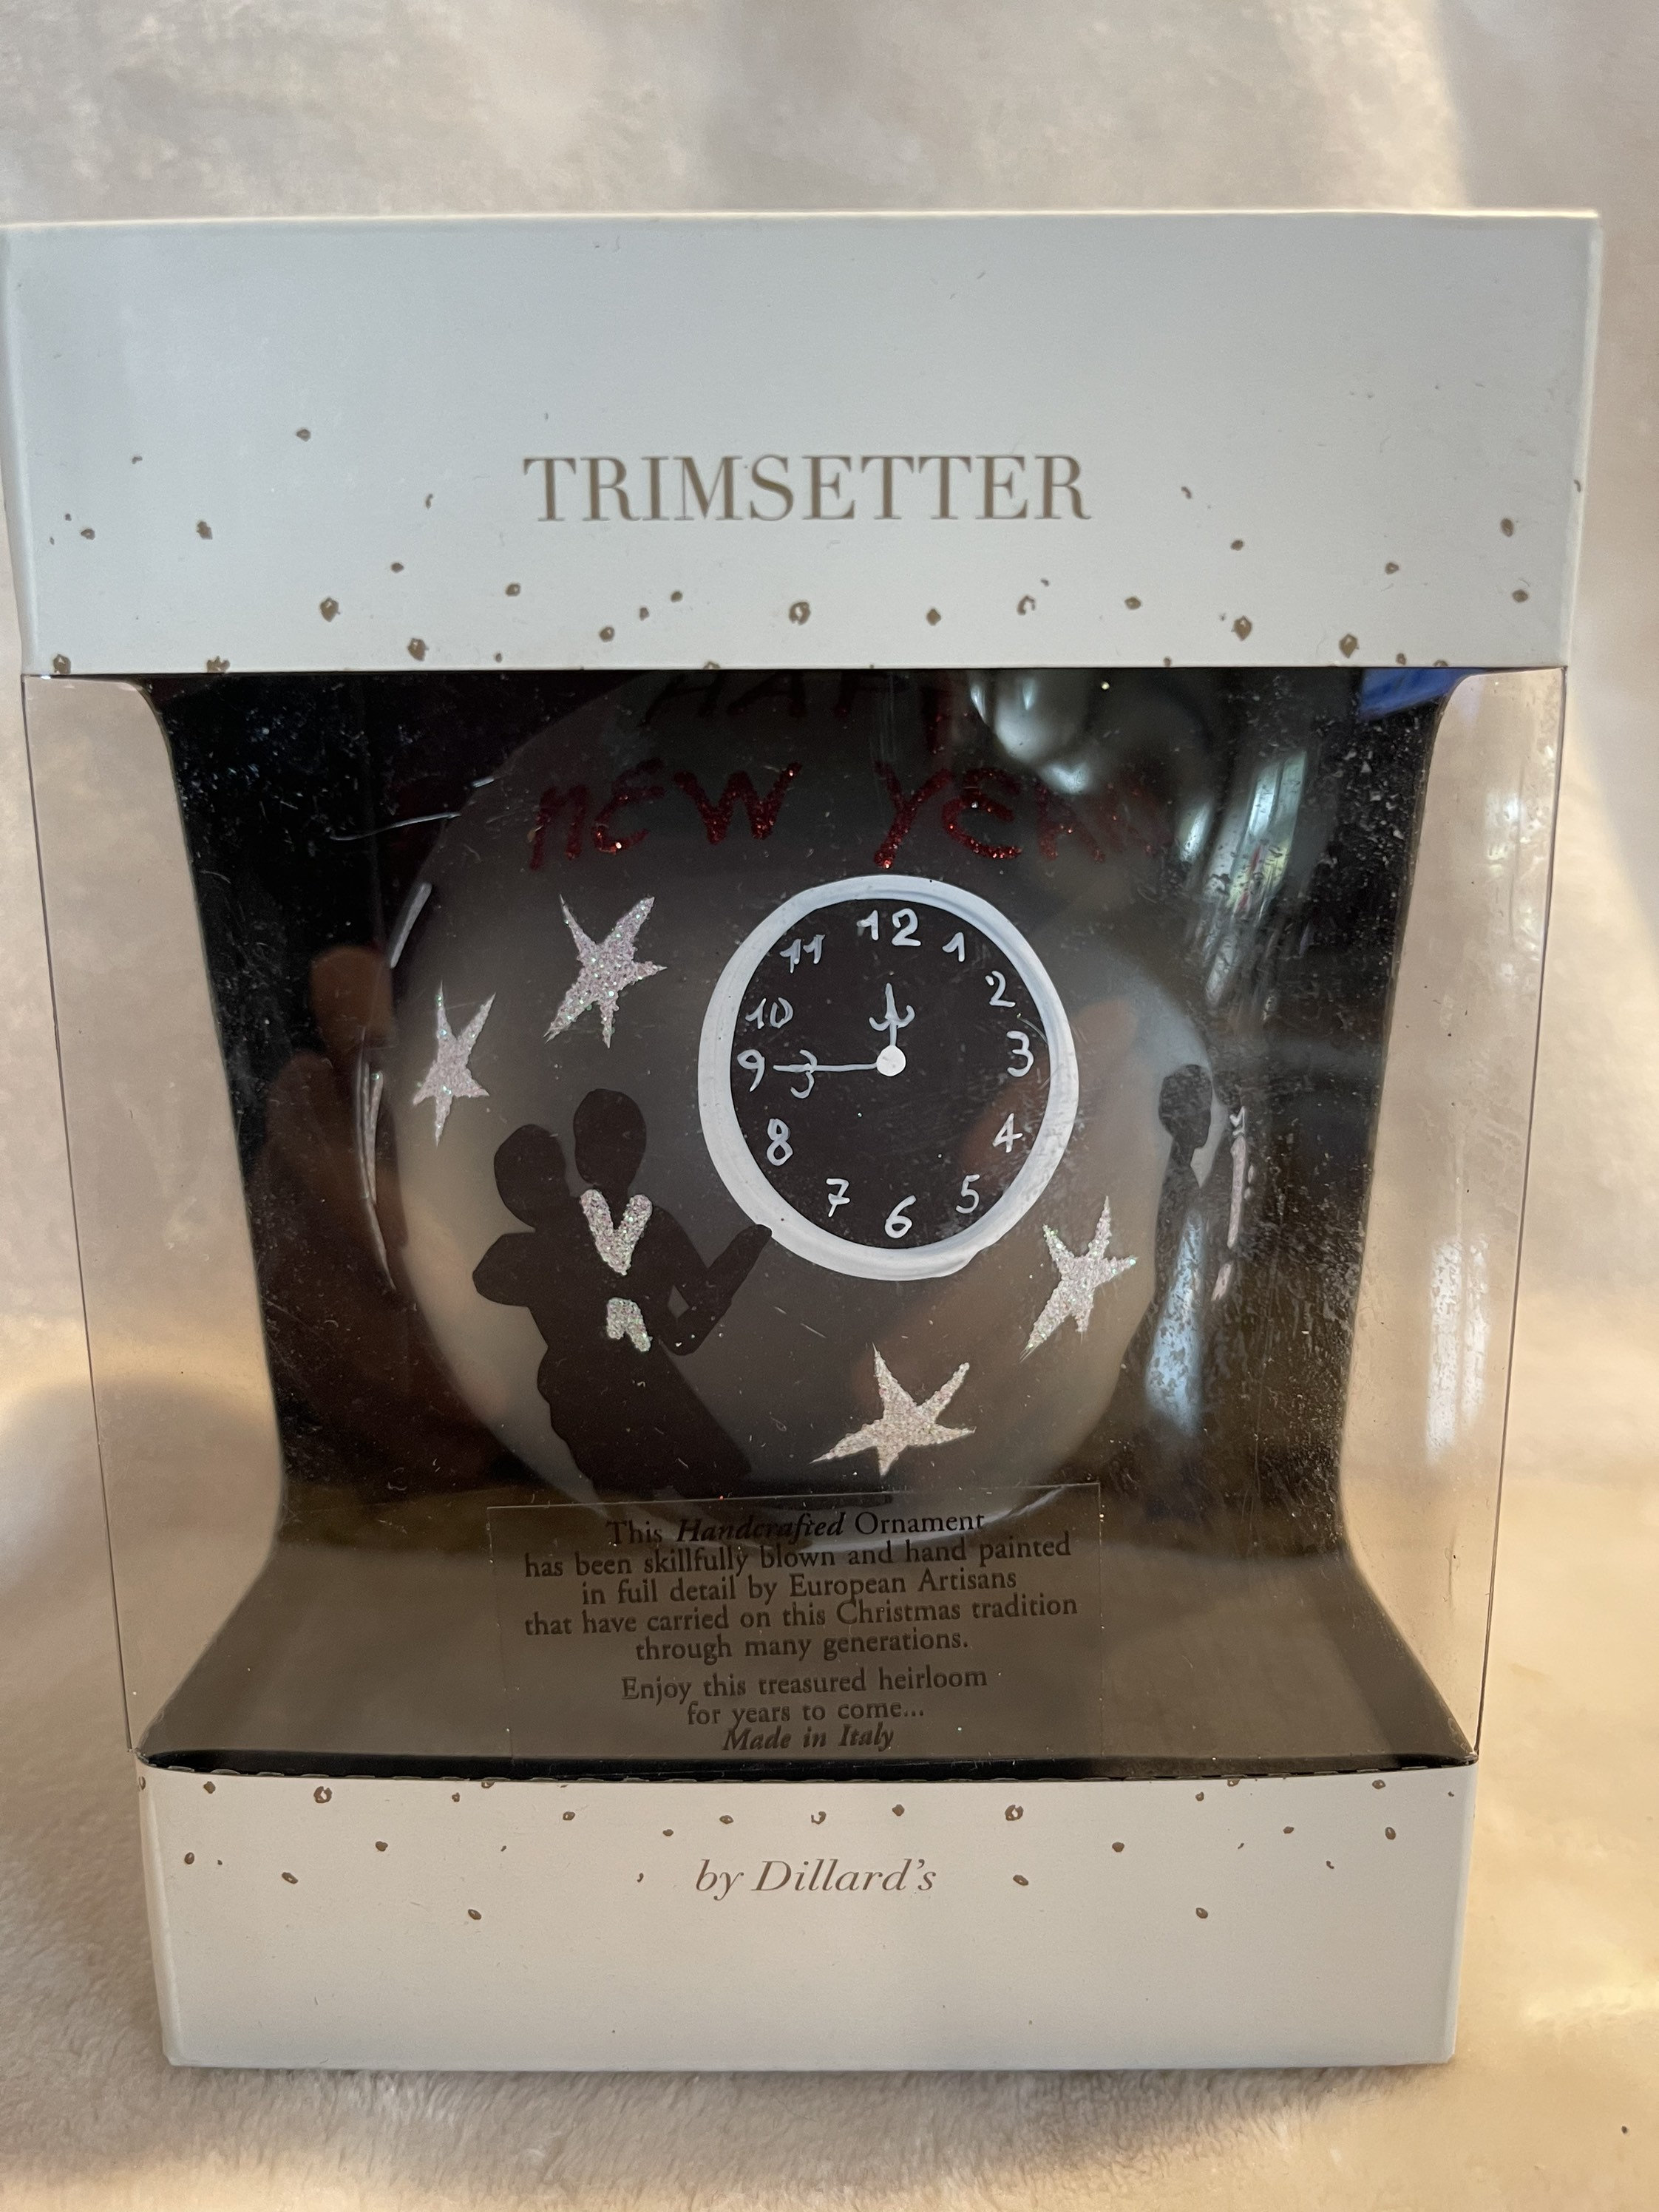 TRIMSETTER
HAPP
NEW YEAR
12
11 1
10 2
9 3
8 4
7 5
6
This Handcrafted Ornament
has been skillfully blown and hand painted
in full detail by European Artisans
that have carried on this Christmas tradition
through many generations.
Enjoy this treasured heirloom
for years to come...
Made in Italy
by Dillard's